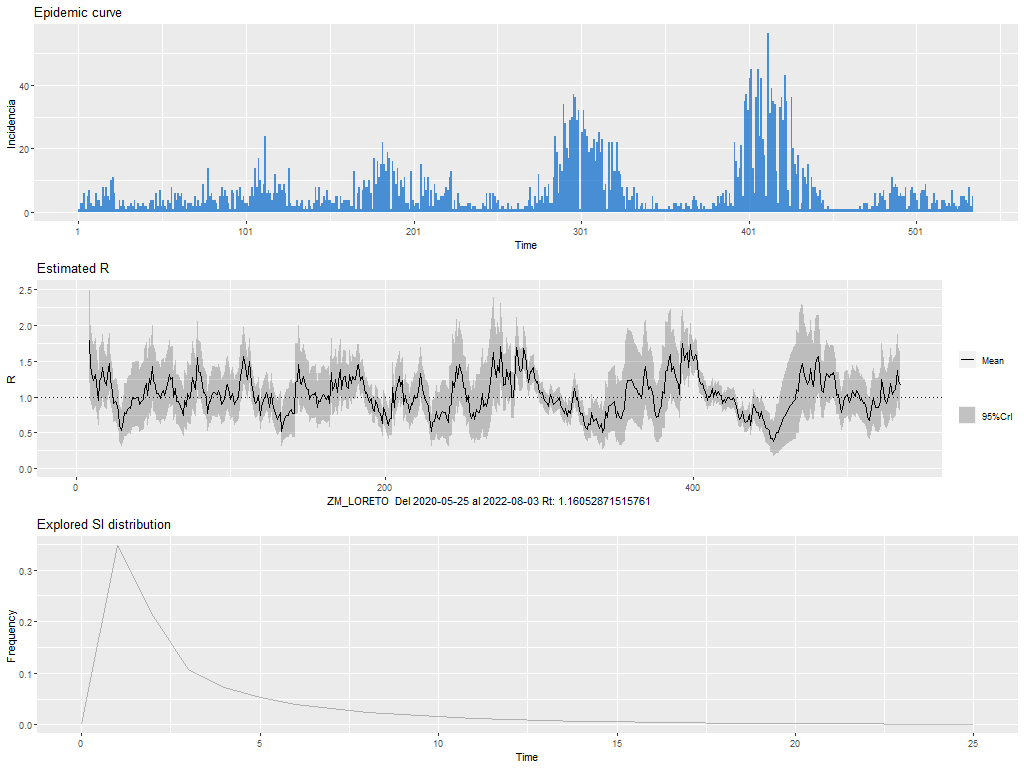 Epidemic curve
40
20
0
Incidencia
1
101
201
301
401
501
Time
Estimated R
2.5
2.0
1.5
1.0
0.5
0.0
R
0
200
400
Mean
95%CrI
ZM_LORETO Del 2020-05-25 al 2022-08-03 Rt: 1.16052871515761
Explored SI distribution
0.3
0.2
0.1
0.0
Frequency
0
5
10
15
20
25
Time